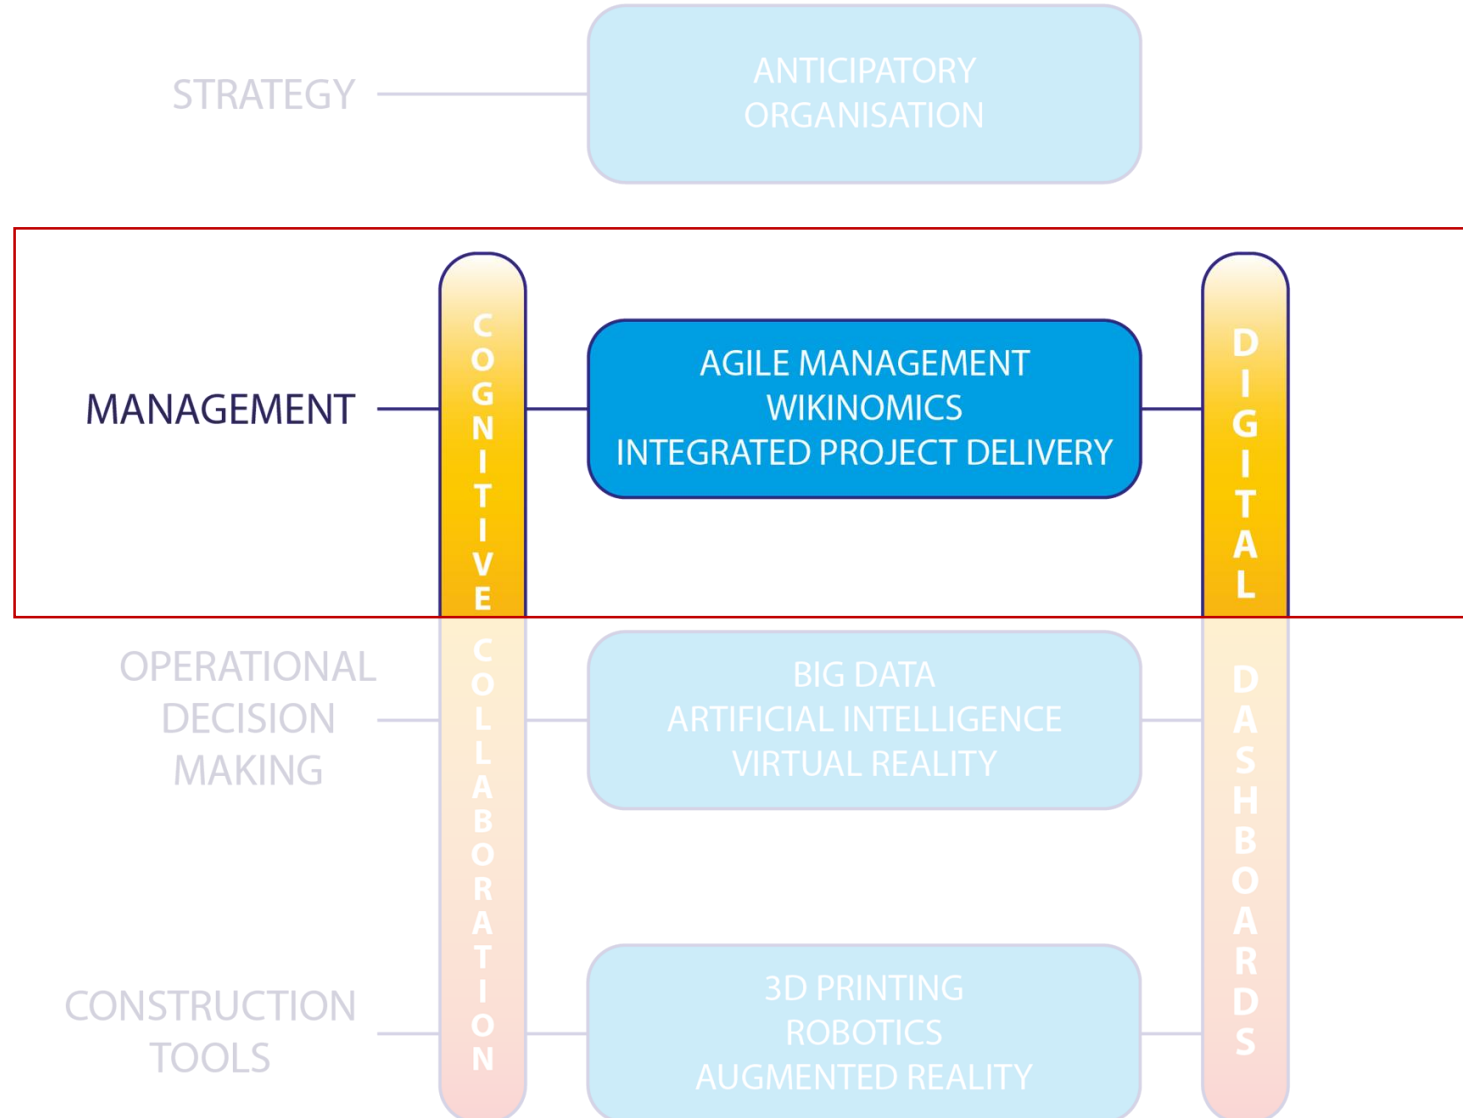 STRATEGY
ANTICIPATORY
ORGANISATION
MANAGEMENT
COGNITIVE COLLABORATION
AGILE MANAGEMENT
WIKINOMICS
INTEGRATED PROJECT DELIVERY
DIGITAL DASHBOARDS
OPERATIONAL
DECISION
MAKING
BIG DATA
ARTIFICIAL INTELLIGENCE
VIRTUAL REALITY
CONSTRUCTION
TOOLS
3D PRINTING
ROBOTICS
AUGMENTED REALITY